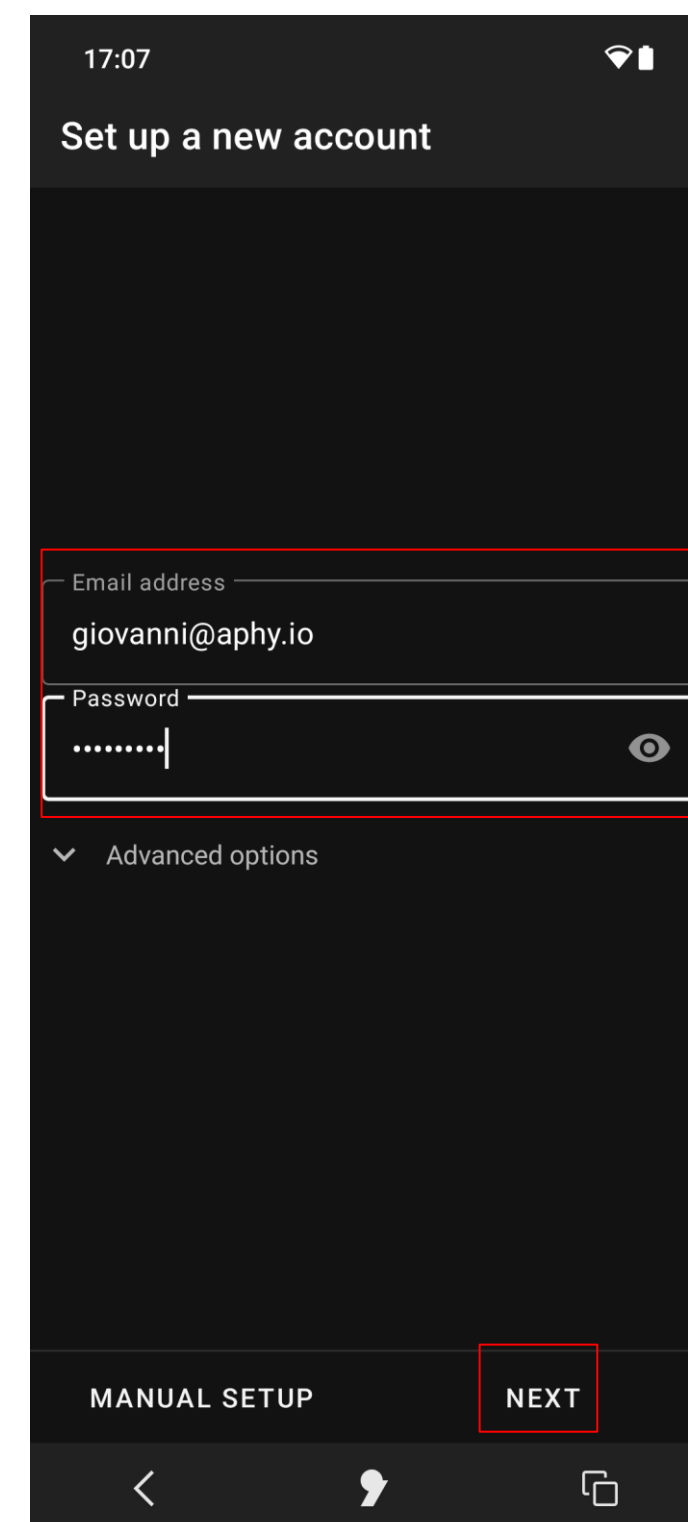 17:07
Set up a new account
Email address
giovanni@aphy.io
Password
•••••••••
Advanced options
MANUAL SETUP
NEXT